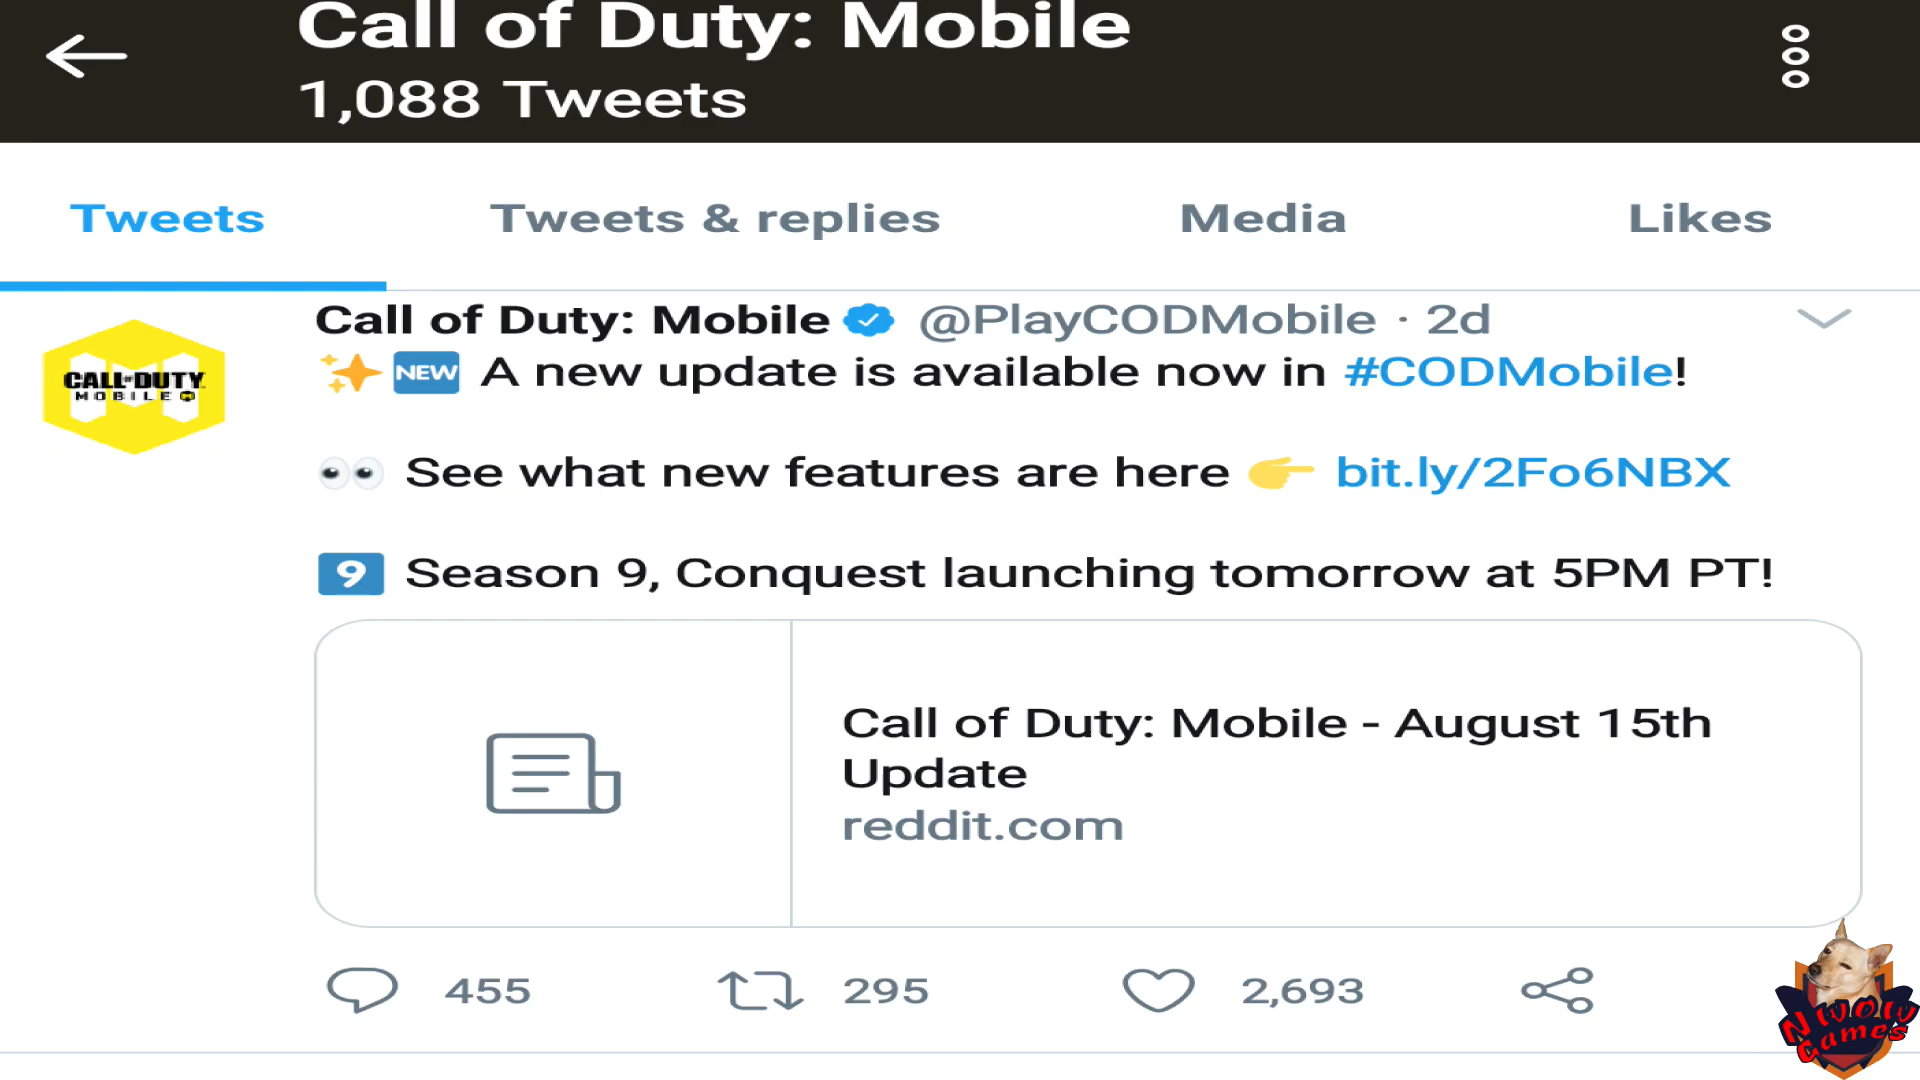 Call of Duty: Mobile
1,088 Tweets
Tweets Tweets & replies Media Likes
Call of Duty: Mobile @PlayCODMobile · 2d
NEW A new update is available now in #CODMobile!
CALL OF DUTY
MOBILE
See what new features are here bit.ly/2Fo6NBX
9 Season 9, Conquest launching tomorrow at 5PM PT!
Call of Duty: Mobile - August 15th
Update
reddit.com
455 295 2,693
Games